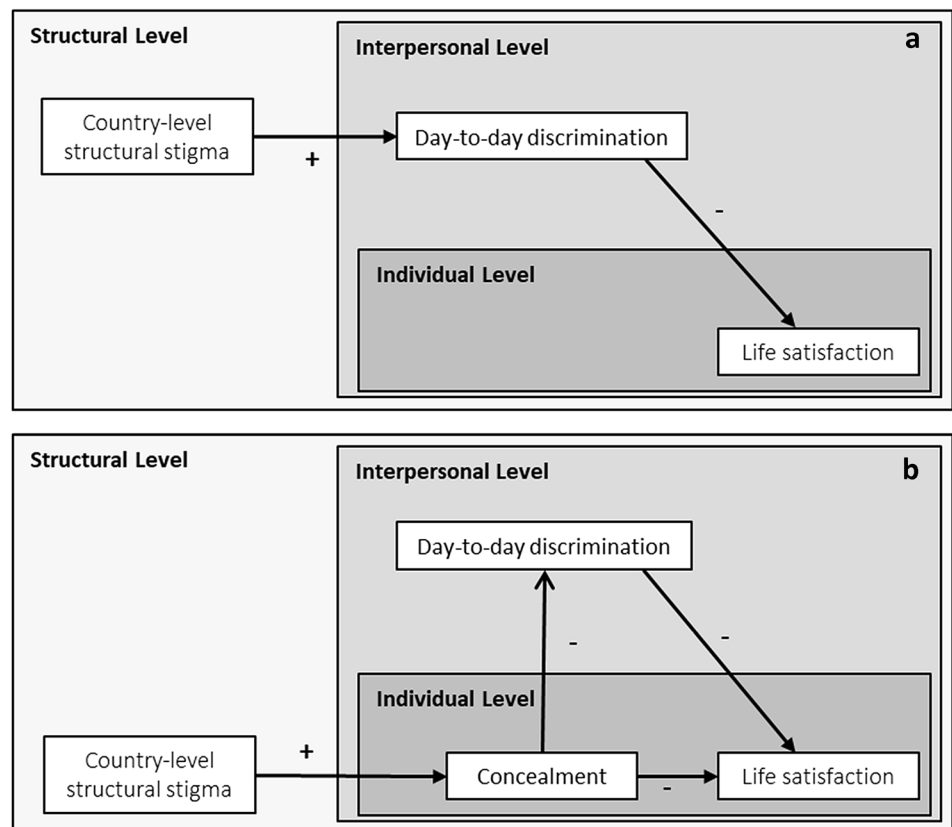 Structural Level
Interpersonal Level
a
Country-level
structural stigma
+
Day-to-day discrimination
-
Individual Level
Life satisfaction
Structural Level
Interpersonal Level
b
Day-to-day discrimination
-
-
Individual Level
Country-level
structural stigma
+
Concealment
-
Life satisfaction